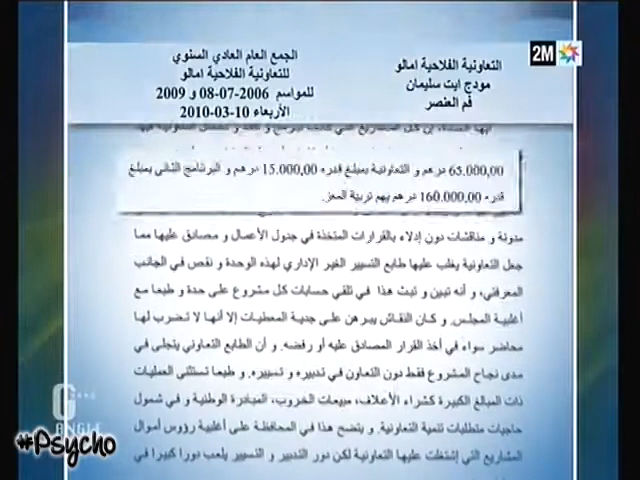 2M
التعاونية الفلاحية امالو
مودج ايت سليمان
فم العنصر
الجمع العام العادي السنوي
للتعاونية الفلاحية امالو
للمواسم 2006-07-08 و 2009
الأربعاء 10-03-2010
65.000,00 درهم و التعاونية بمبلغ قدره 15.000,00 درهم و البرنامج الثاني بمبلغ
قدره 160.000,00 درهم يهم تربية المعز.
مدونة و مناقشات دون إدلاء بالقرارات المتخذة في جدول الأعمال و مصادق عليها مما
جعل التعاونية يغلب عليها طابع التسيير الغير الإداري لهذه الوحدة و نقص في الجانب
المعرفتي، و أنه تبين و تبث هذا في تلقي حسابات كل مشروع على حدة و طبعا مع
أغلبية المجلس. و كان النقاش يبرهن على جدية المعطيات إلا أنها لا تضرب لها
محاضر سواء في أخذ القرار المصادق عليه أو رفضه. و أن الطابع التعاوني يتجلى في
مدى نجاح المشروع فقط دون التعاون في تدبيره و تسييره. و طبعا تستثنى العمليات
ذات المبالغ الكبيرة كشراء الأعلاف، مبيعات الخروب، المبادرة الوطنية و في شمول
حاجيات متطلبات تنمية التعاونية. و يتضح هذا في المحافظة على أغلبية رؤوس أموال
المشاريع التي إشتغلت عليها التعاونية لكن دور التدبير و التسيير يلعب دورا كبيرا في
ANGLE
#Psycho